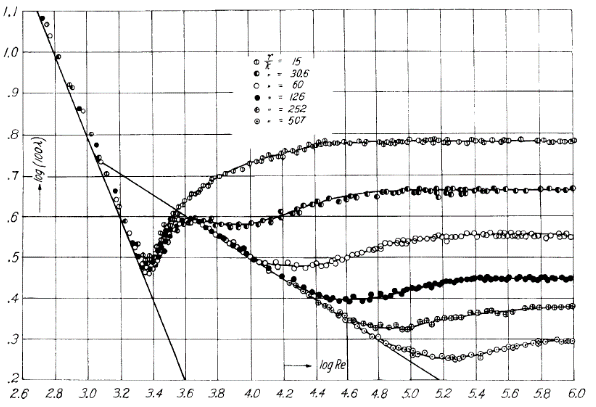 1,1
1.0
.9
.8
.7
.6
.5
.4
.3
.2
→ log(100λ)
r/k = 15
" = 30.6
" = 60
" = 126
" = 252
" = 507
→ log Re
2.6 2.8 3.0 3.2 3.4 3.6 3.8 4.0 4.2 4.4 4.6 4.8 5.0 5.2 5.4 5.6 5.8 6.0